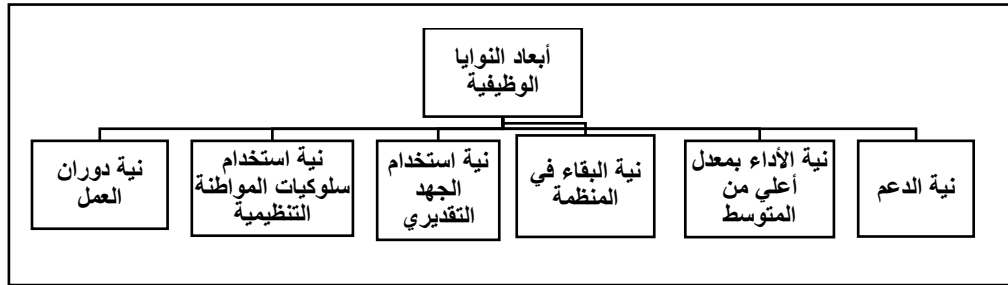 أبعاد النوايا
الوظيفية
نية الدعم
نية الأداء بمعدل
أعلي من
المتوسط
نية البقاء في
المنظمة
نية استخدام
الجهد
التقديري
نية استخدام
سلوكيات المواطنة
التنظيمية
نية دوران
العمل